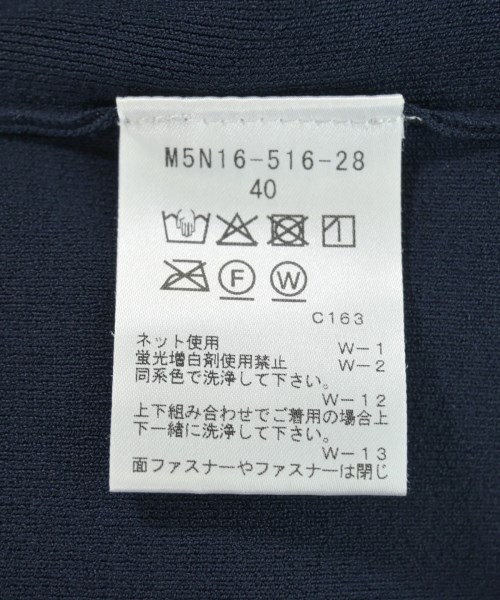 M5N16-516-28
40
F W
C163
ネット使用 W-1
蛍光増白剤使用禁止 W-2
同系色で洗浄して下さい。
W-12
上下組み合わせでご着用の場合上
下一緒に洗浄して下さい。
W-13
面ファスナーやファスナーは閉じ